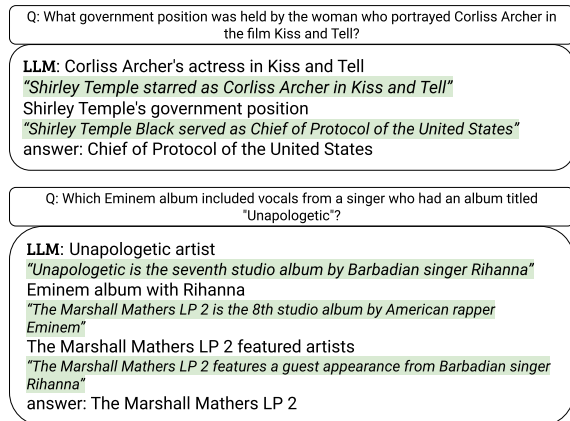 Q: What government position was held by the woman who portrayed Corliss Archer in
the film Kiss and Tell?
LLM: Corliss Archer's actress in Kiss and Tell
“Shirley Temple starred as Corliss Archer in Kiss and Tell”
Shirley Temple's government position
“Shirley Temple Black served as Chief of Protocol of the United States”
answer: Chief of Protocol of the United States
Q: Which Eminem album included vocals from a singer who had an album titled
"Unapologetic"?
LLM: Unapologetic artist
“Unapologetic is the seventh studio album by Barbadian singer Rihanna”
Eminem album with Rihanna
“The Marshall Mathers LP 2 is the 8th studio album by American rapper
Eminem”
The Marshall Mathers LP 2 featured artists
“The Marshall Mathers LP 2 features a guest appearance from Barbadian singer
Rihanna”
answer: The Marshall Mathers LP 2